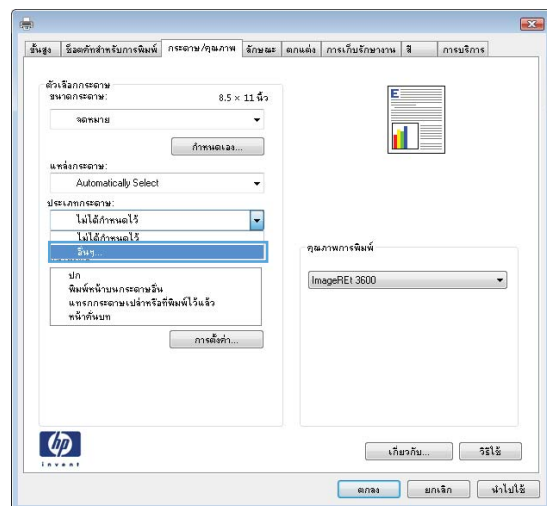 ขั้นสูง ช็อตคัทสำหรับการพิมพ์ กระดาษ/คุณภาพ ลักษณะ ตกแต่ง การเก็บรักษางาน สี การบริการ
ตัวเลือกกระดาษ
ขนาดกระดาษ: 8.5 × 11 นิ้ว
จดหมาย
กำหนดเอง...
แหล่งกระดาษ:
Automatically Select
ประเภทกระดาษ:
ไม่ได้กำหนดไว้
ไม่ได้กำหนดไว้
อื่นๆ...
ปก
พิมพ์หน้าบนกระดาษอื่น
แทรกกระดาษเปล่าหรือที่พิมพ์ไว้แล้ว
หน้าคั่นบท
การตั้งค่า...
E
คุณภาพการพิมพ์
ImageREt 3600
hp
invent
เกี่ยวกับ... วิธีใช้
ตกลง ยกเลิก นำไปใช้